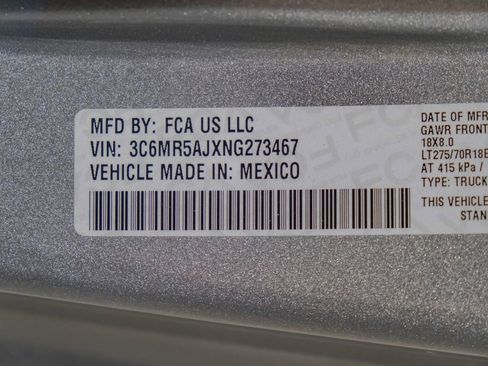 MFD BY: FCA US LLC
VIN: 3C6MR5AJXNG273467
VEHICLE MADE IN: MEXICO
DATE OF MFR
GAWR FRONT
18X8.0
LT275/70R18E
AT 415 kPa /
TYPE: TRUCK
THIS VEHICLE
STAN